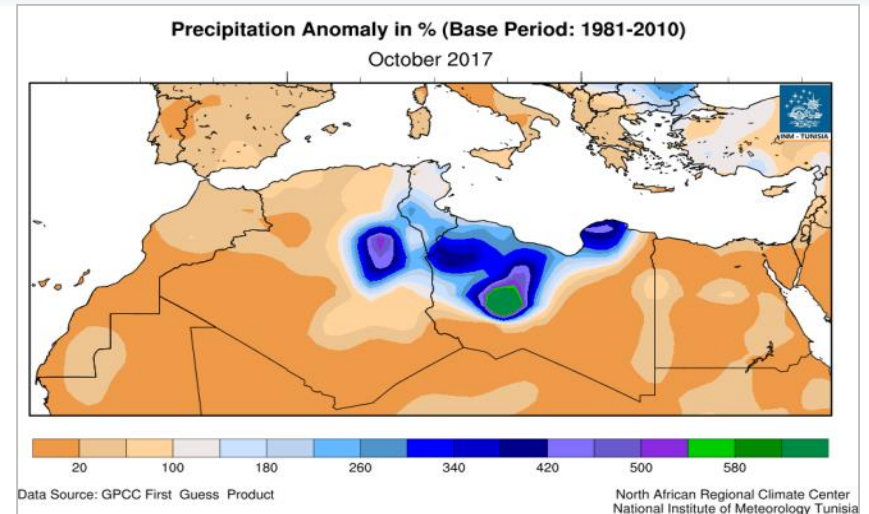 Precipitation Anomaly in % (Base Period: 1981-2010)
October 2017
INM - TUNISIA
20 100 180 260 340 420 500 580
Data Source: GPCC First Guess Product
North African Regional Climate Center
National Institute of Meteorology Tunisia